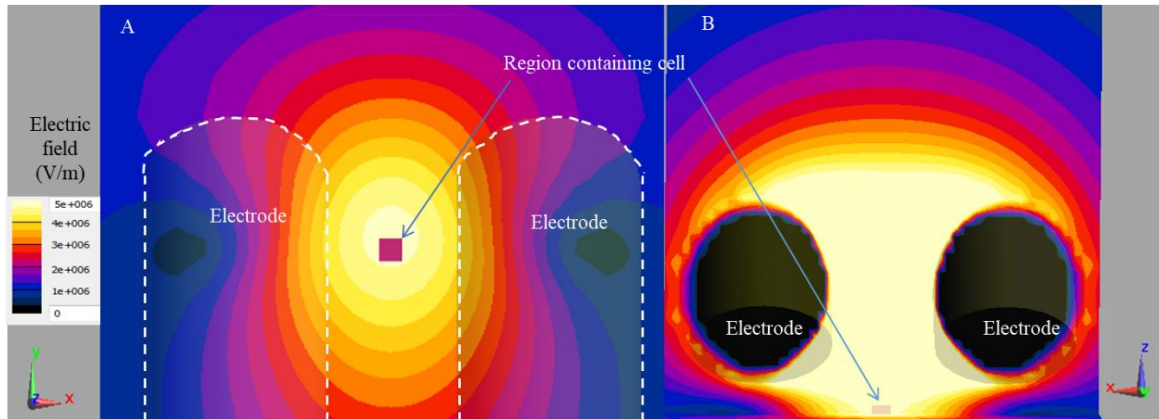 A
B
Region containing cell
Electric
field
(V/m)
5e+006
4e+006
3e+006
2e+006
1e+006
0
Electrode
Electrode
Electrode
Electrode
y
z
x
z
x